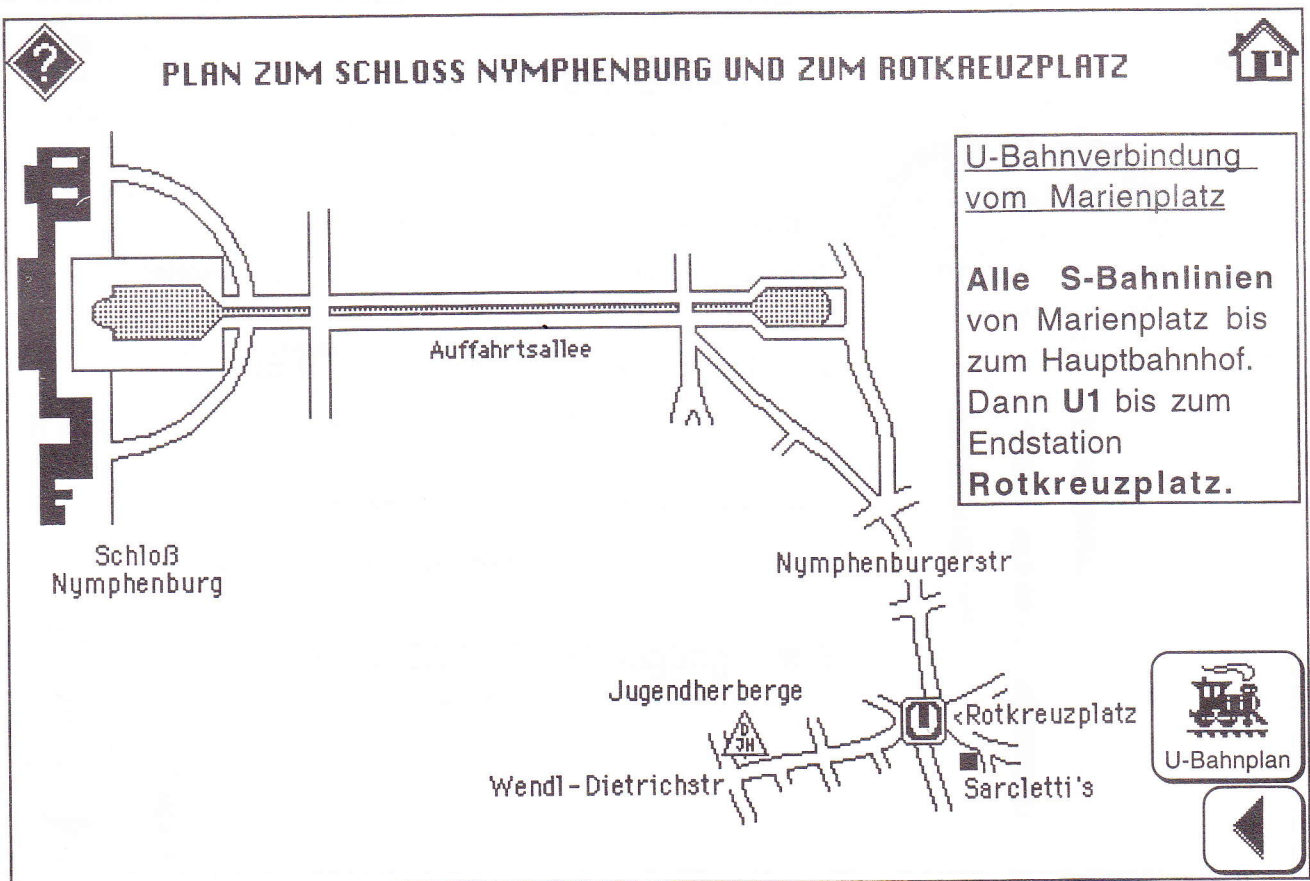 ?
PLAN ZUM SCHLOSS NYMPHENBURG UND ZUM ROTKREUZPLATZ
U-Bahnverbindung
vom Marienplatz
Alle S-Bahnlinien
von Marienplatz bis
zum Hauptbahnhof.
Dann U1 bis zum
Endstation
Rotkreuzplatz.
Auffahrtsallee
Schloß
Nymphenburg
Nymphenburgerstr
Jugendherberge
D
JH
U
<Rotkreuzplatz
Wendl-Dietrichstr
Sarcletti's
U-Bahnplan